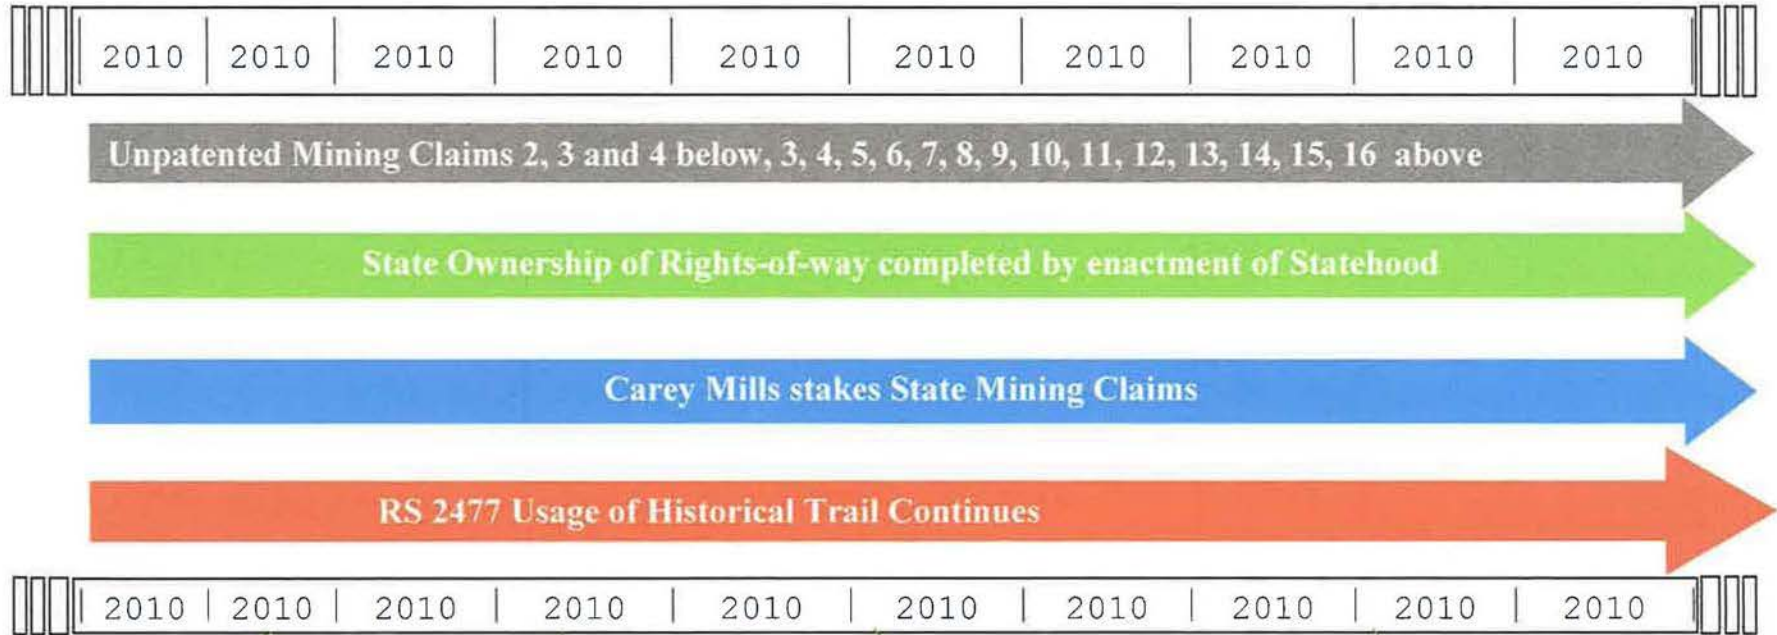 2010 2010 2010 2010 2010 2010 2010 2010 2010 2010
Unpatented Mining Claims 2, 3 and 4 below, 3, 4, 5, 6, 7, 8, 9, 10, 11, 12, 13, 14, 15, 16 above
State Ownership of Rights-of-way completed by enactment of Statehood
Carey Mills stakes State Mining Claims
RS 2477 Usage of Historical Trail Continues
2010 2010 2010 2010 2010 2010 2010 2010 2010 2010